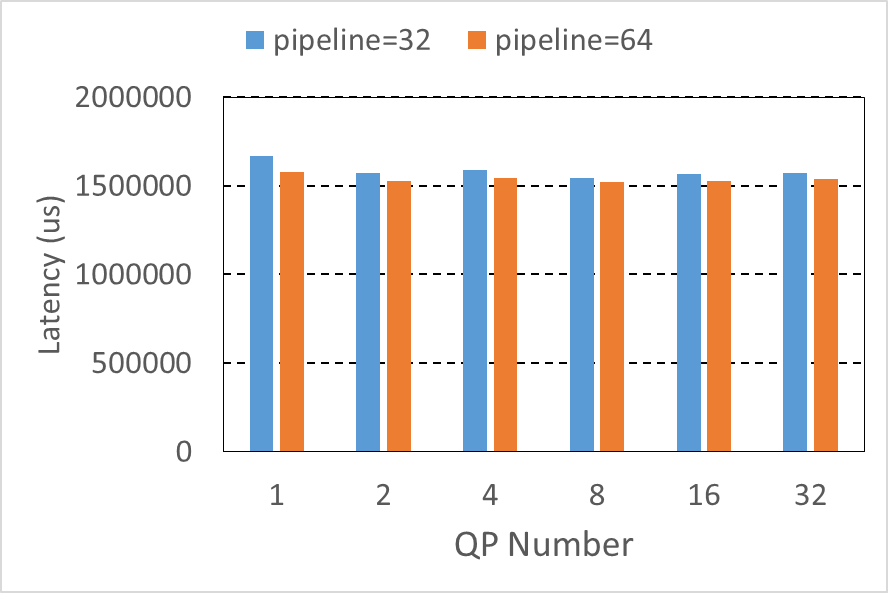 pipeline=32 pipeline=64
2000000
1500000
1000000
500000
0
Latency (us)
1 2 4 8 16 32
QP Number